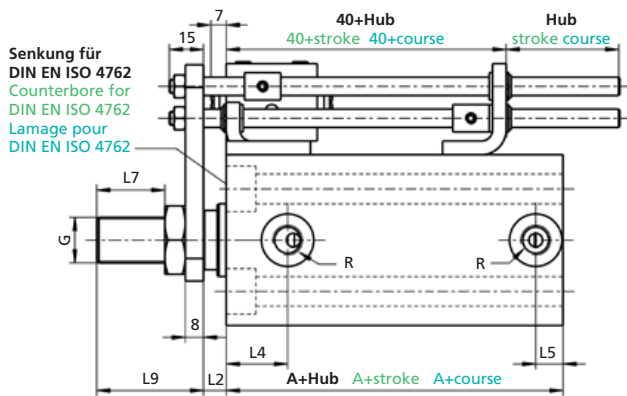 7
40+Hub
Hub
15
40+stroke 40+course
stroke course
Senkung für
DIN EN ISO 4762
Counterbore for
DIN EN ISO 4762
Lamage pour
DIN EN ISO 4762
L7
G
R
R
8
L4
L5
L9
L2
A+Hub A+stroke A+course